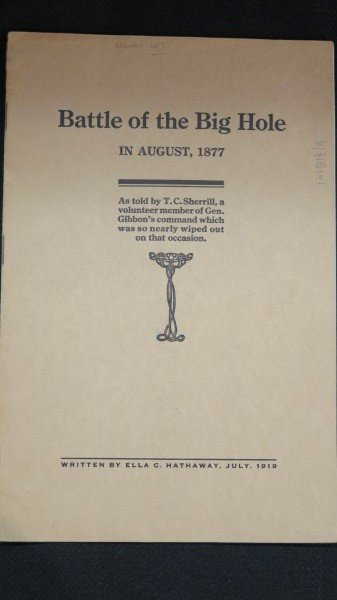 Battle of the Big Hole
IN AUGUST, 1877
As told by T. C. Sherrill, a
volunteer member of Gen.
Gibbon's command which
was so nearly wiped out
on that occasion.
WRITTEN BY ELLA C. HATHAWAY, JULY, 1919